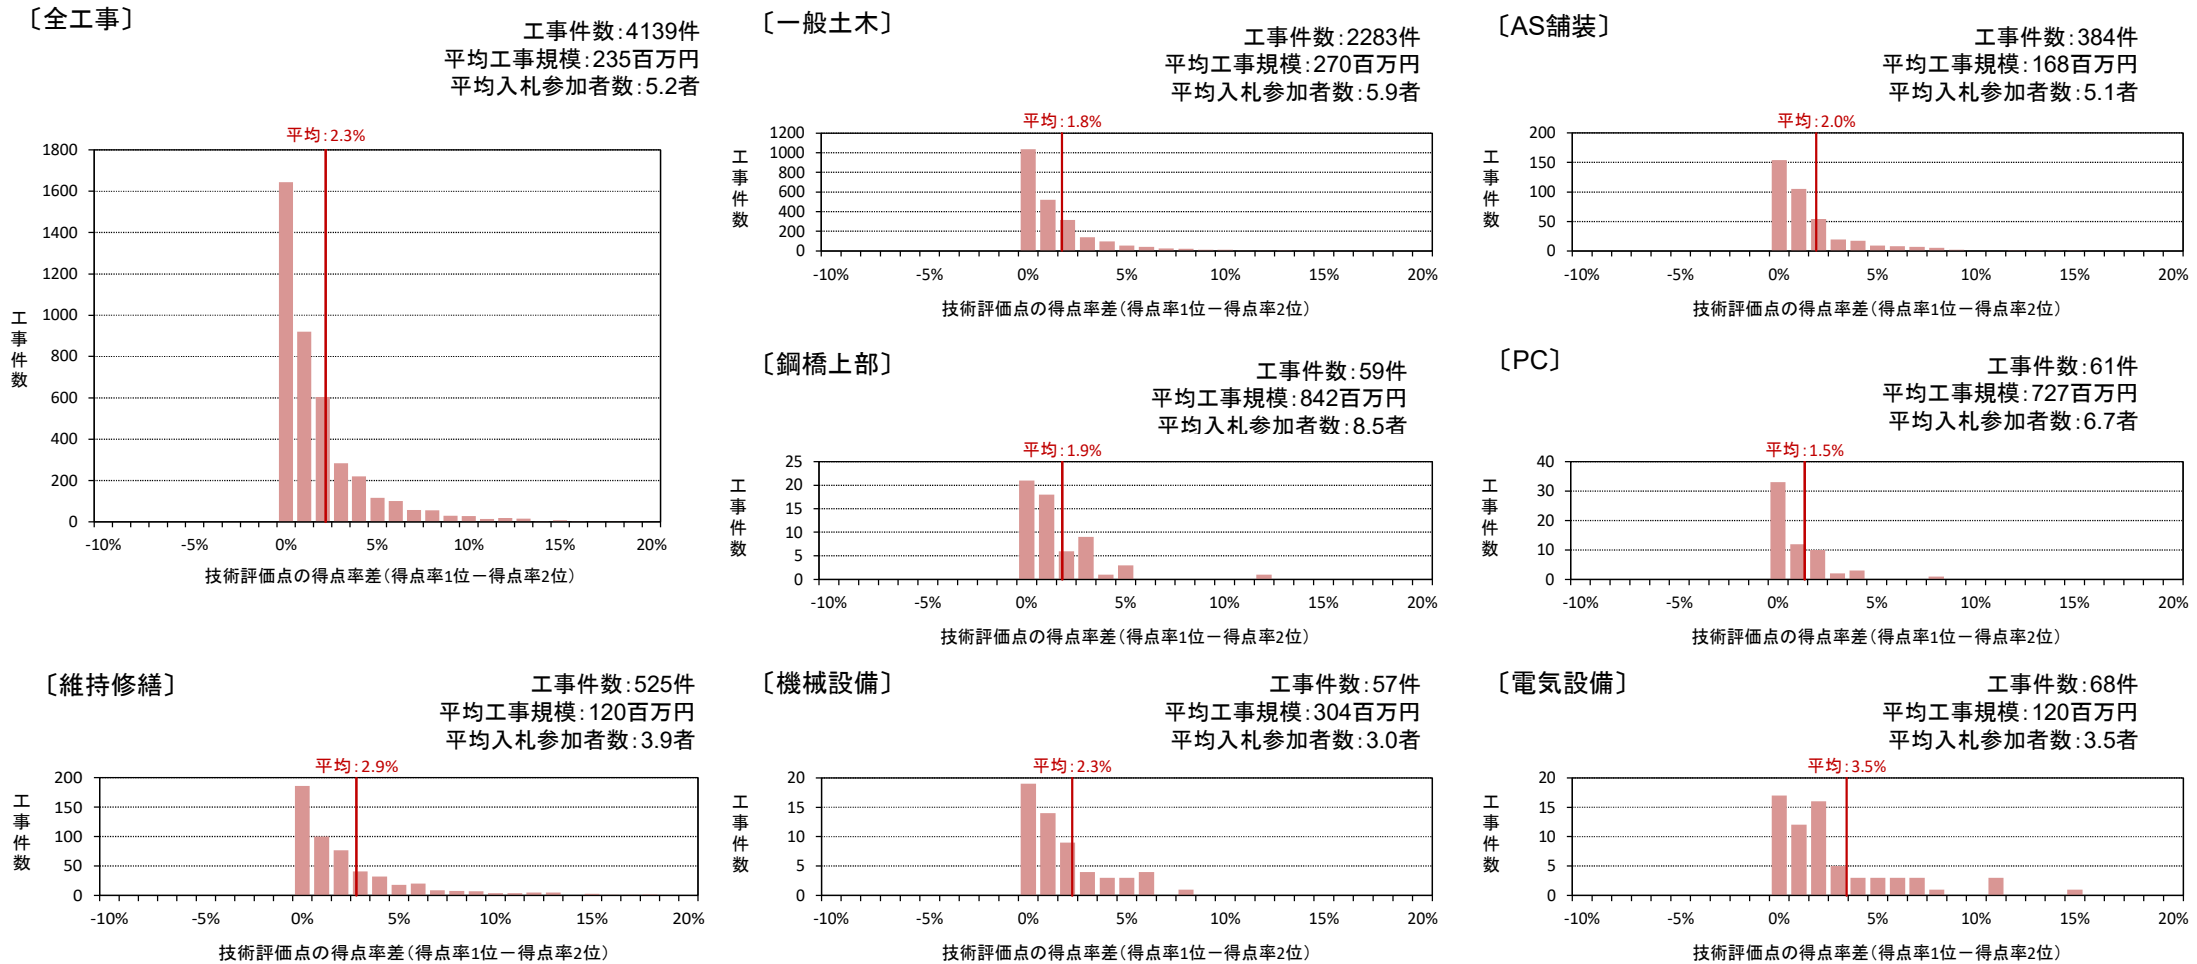 〔全工事〕
工事件数:4139件
平均工事規模:235百万円
平均入札参加者数:5.2者
平均:2.3%
1800
1600
1400
1200
1000
800
600
400
200
0
工事件数
-10% -5% 0% 5% 10% 15% 20%
技術評価点の得点率差(得点率1位-得点率2位)
〔一般土木〕
工事件数:2283件
平均工事規模:270百万円
平均入札参加者数:5.9者
平均:1.8%
1200
1000
800
600
400
200
0
工事件数
-10% -5% 0% 5% 10% 15% 20%
技術評価点の得点率差(得点率1位-得点率2位)
〔AS舗装〕
工事件数:384件
平均工事規模:168百万円
平均入札参加者数:5.1者
平均:2.0%
200
150
100
50
0
工事件数
-10% -5% 0% 5% 10% 15% 20%
技術評価点の得点率差(得点率1位-得点率2位)
〔鋼橋上部〕
工事件数:59件
平均工事規模:842百万円
平均入札参加者数:8.5者
平均:1.9%
25
20
15
10
5
0
工事件数
-10% -5% 0% 5% 10% 15% 20%
技術評価点の得点率差(得点率1位-得点率2位)
〔PC〕
工事件数:61件
平均工事規模:727百万円
平均入札参加者数:6.7者
平均:1.5%
40
30
20
10
0
工事件数
-10% -5% 0% 5% 10% 15% 20%
技術評価点の得点率差(得点率1位-得点率2位)
〔維持修繕〕
工事件数:525件
平均工事規模:120百万円
平均入札参加者数:3.9者
平均:2.9%
200
150
100
50
0
工事件数
-10% -5% 0% 5% 10% 15% 20%
技術評価点の得点率差(得点率1位-得点率2位)
〔機械設備〕
工事件数:57件
平均工事規模:304百万円
平均入札参加者数:3.0者
平均:2.3%
20
15
10
5
0
工事件数
-10% -5% 0% 5% 10% 15% 20%
技術評価点の得点率差(得点率1位-得点率2位)
〔電気設備〕
工事件数:68件
平均工事規模:120百万円
平均入札参加者数:3.5者
平均:3.5%
20
15
10
5
0
工事件数
-10% -5% 0% 5% 10% 15% 20%
技術評価点の得点率差(得点率1位-得点率2位)